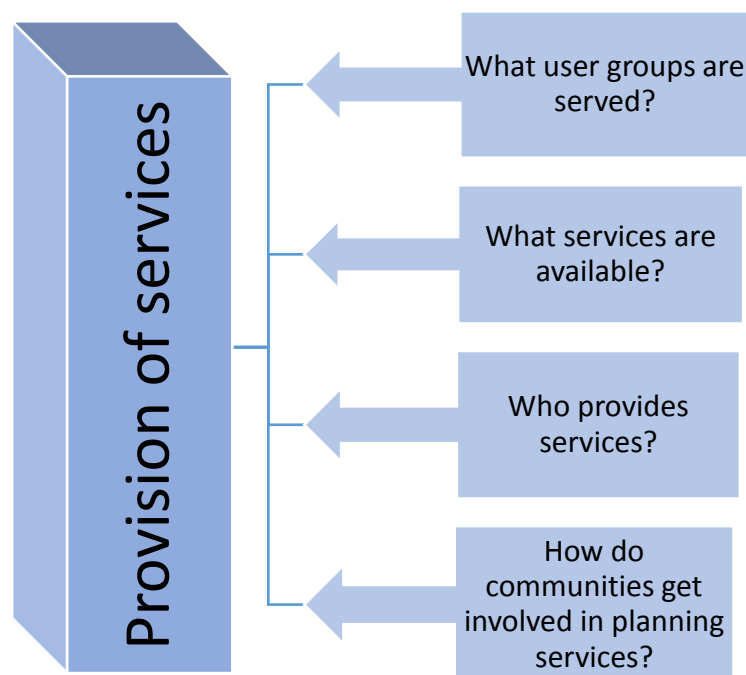 Provision of services
What user groups are
served?
What services are
available?
Who provides
services?
How do
communities get
involved in planning
services?